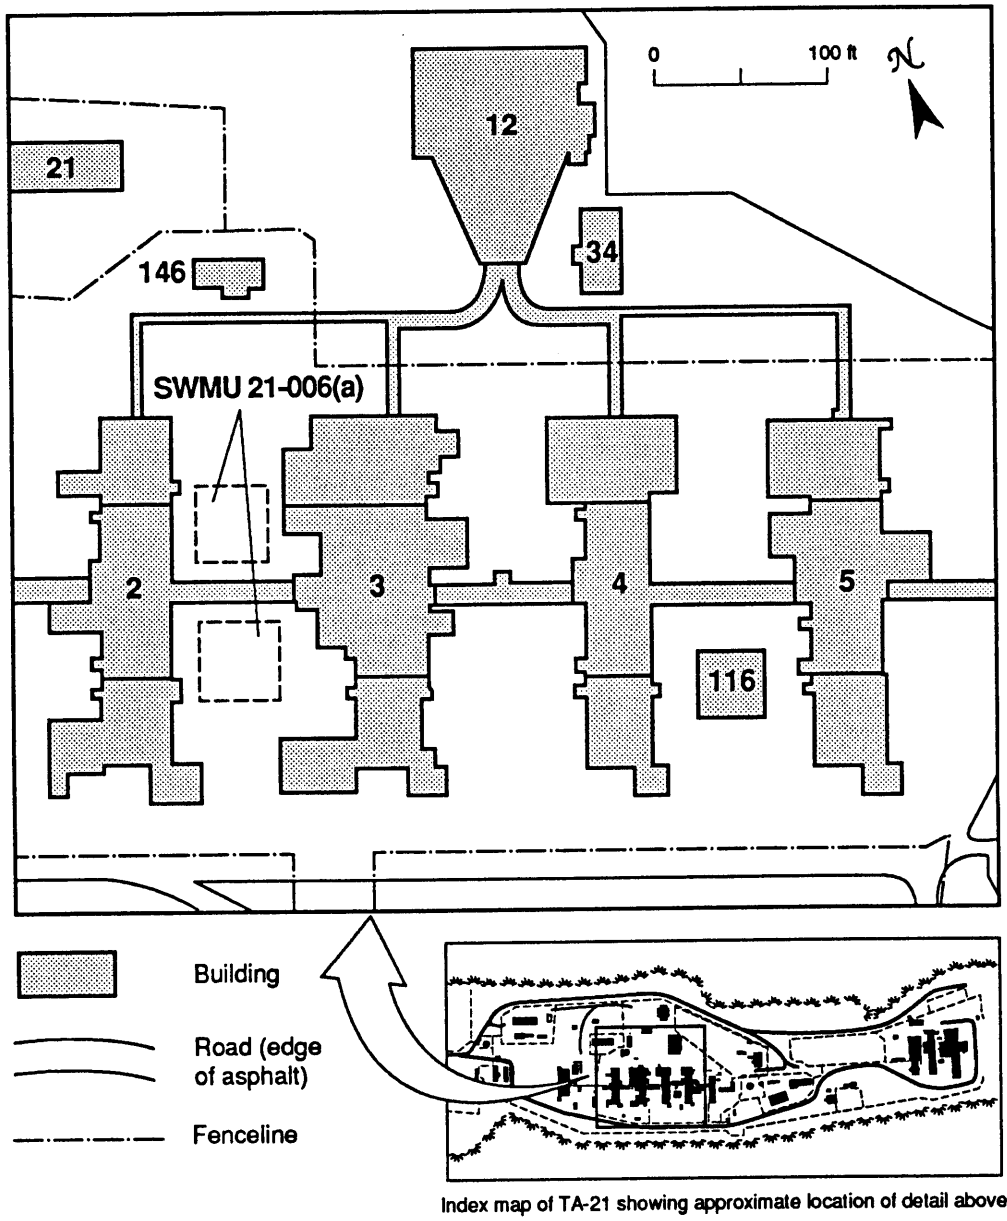 0 100 ft N
12
21
34
146
SWMU 21-006(a)
2 3 4 5
116
Building
Road (edge
of asphalt)
Fenceline
Index map of TA-21 showing approximate location of detail above